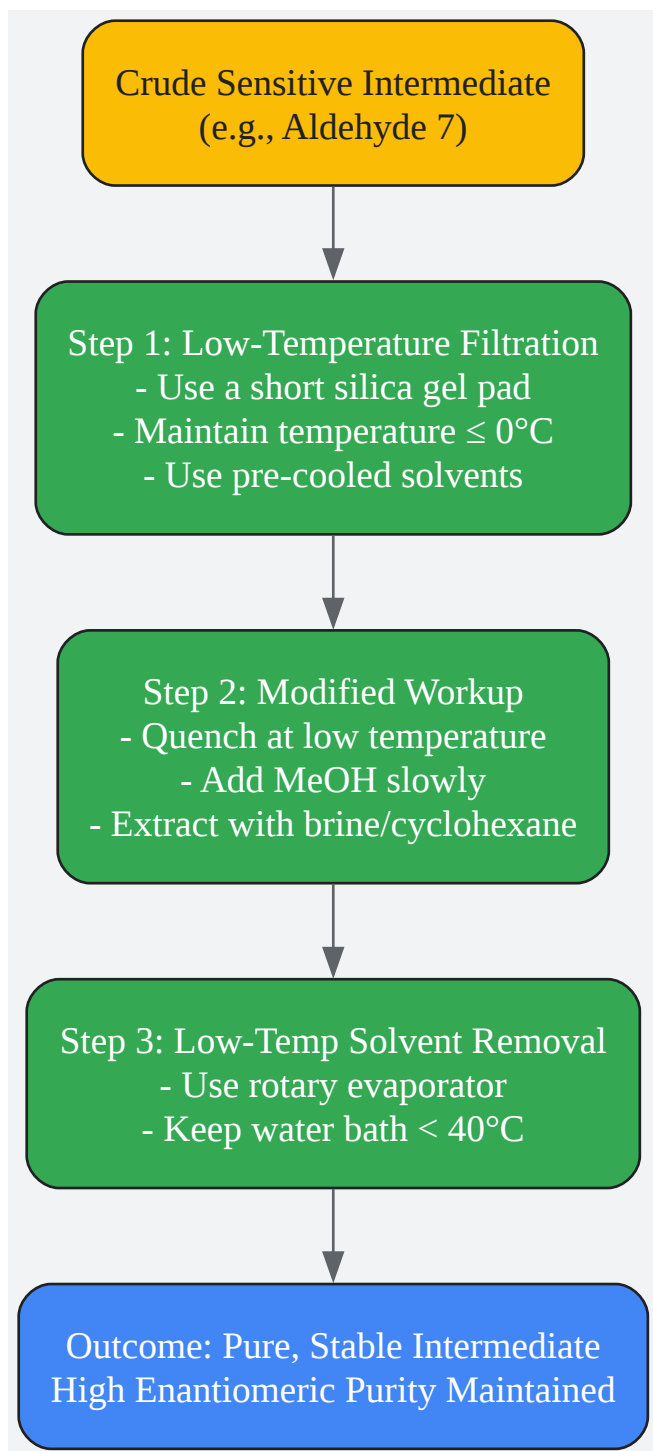 Crude Sensitive Intermediate
(e.g., Aldehyde 7)
Step 1: Low-Temperature Filtration
- Use a short silica gel pad
- Maintain temperature ≤ 0°C
- Use pre-cooled solvents
Step 2: Modified Workup
- Quench at low temperature
- Add MeOH slowly
- Extract with brine/cyclohexane
Step 3: Low-Temp Solvent Removal
- Use rotary evaporator
- Keep water bath < 40°C
Outcome: Pure, Stable Intermediate
High Enantiomeric Purity Maintained